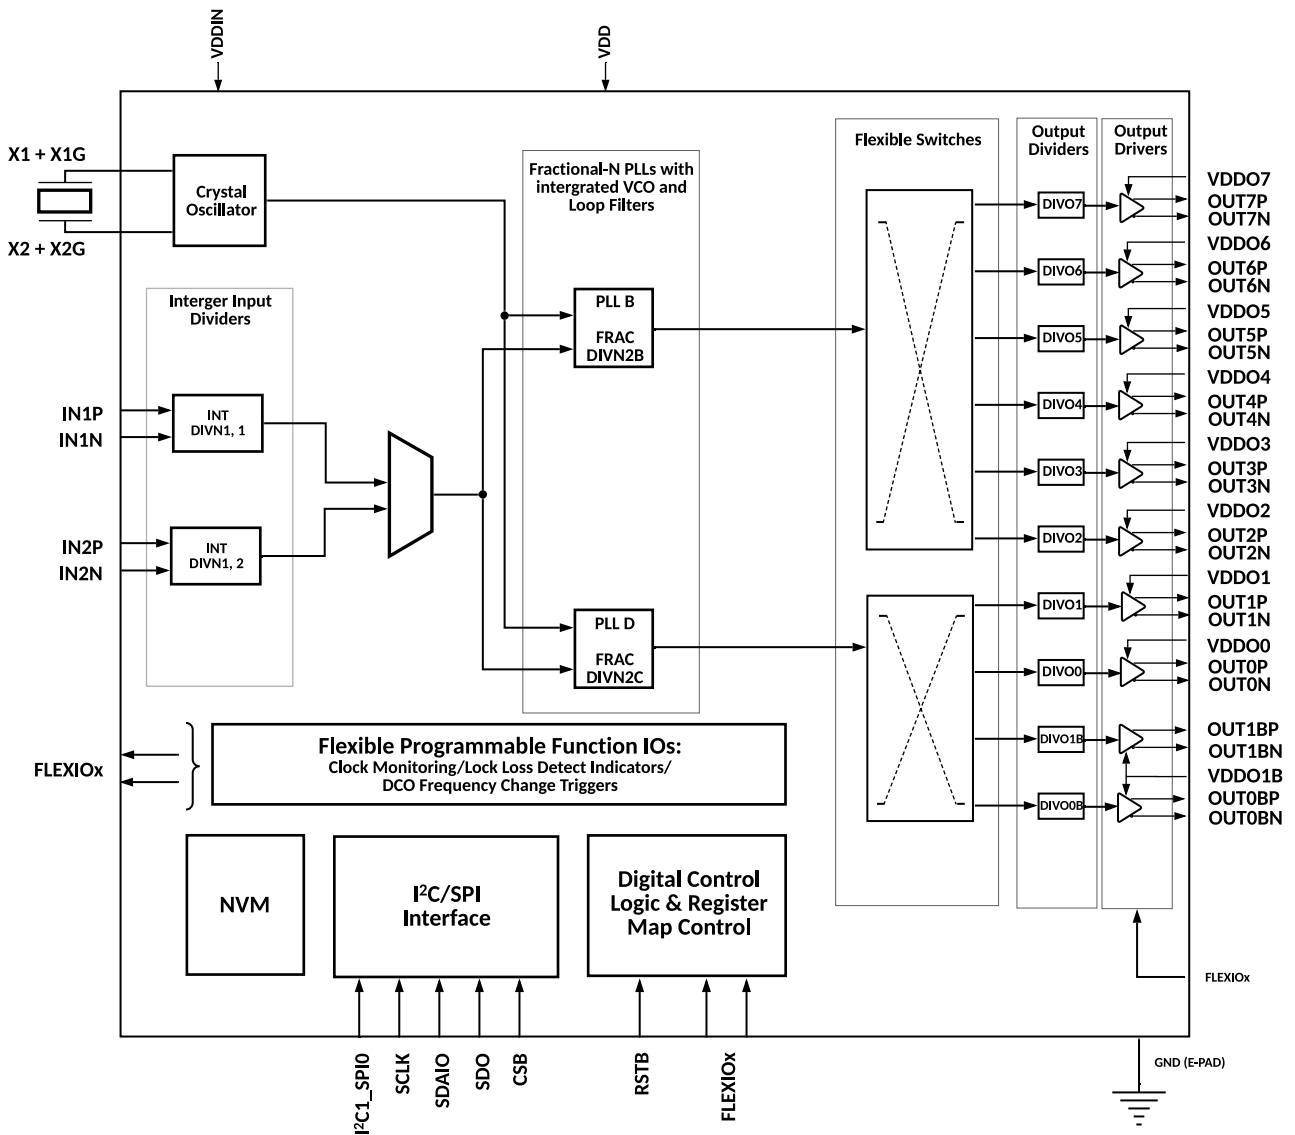 VDDIN
VDD
X1 + X1G
X2 + X2G
Crystal
Oscillator
Fractional-N PLLs with
intergrated VCO and
Loop Filters
Flexible Switches
Output
Dividers
Output
Drivers
Interger Input
Dividers
PLL B
FRAC
DIVN2B
IN1P
IN1N
INT
DIVN1, 1
IN2P
IN2N
INT
DIVN1, 2
PLL D
FRAC
DIVN2C
DIVO7
DIVO6
DIVO5
DIVO4
DIVO3
DIVO2
DIVO1
DIVO0
DIVO1B
DIVO0B
VDDO7
OUT7P
OUT7N
VDDO6
OUT6P
OUT6N
VDDO5
OUT5P
OUT5N
VDDO4
OUT4P
OUT4N
VDDO3
OUT3P
OUT3N
VDDO2
OUT2P
OUT2N
VDDO1
OUT1P
OUT1N
VDDO0
OUT0P
OUT0N
OUT1BP
OUT1BN
VDDO1B
OUT0BP
OUT0BN
FLEXIOx
Flexible Programmable Function IOs:
Clock Monitoring/Lock Loss Detect Indicators/
DCO Frequency Change Triggers
NVM
I²C/SPI
Interface
Digital Control
Logic & Register
Map Control
FLEXIOx
I²C1_SPI0
SCLK
SDAIO
SDO
CSB
RSTB
FLEXIOx
GND (E-PAD)